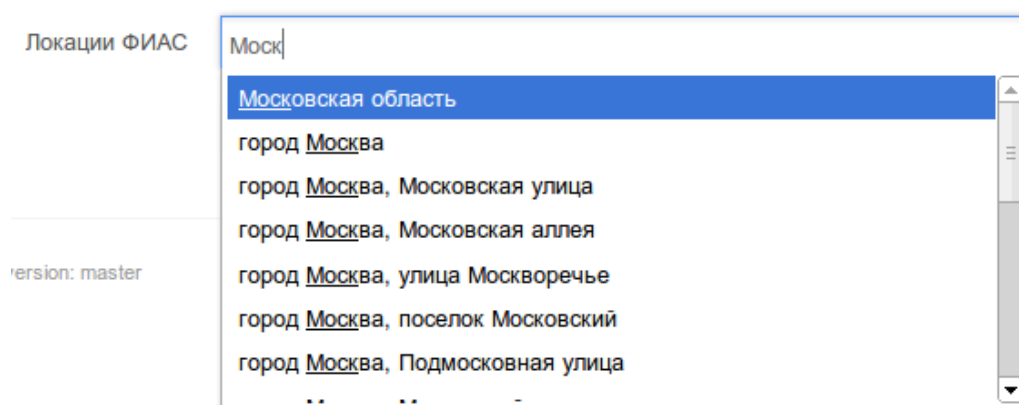 Локации ФИАС Моск
Московская область
город Москва
город Москва, Московская улица
город Москва, Московская аллея
город Москва, улица Москворечье
город Москва, поселок Московский
город Москва, Подмосковная улица
ersion: master